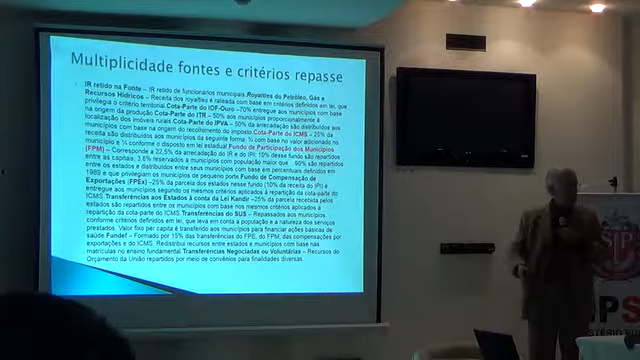 Multiplicidade fontes e critérios repasse
IR retido na Fonte – IR retido de funcionários municipais.Royalties do Petróleo, Gás e
Recursos Hídricos – Receita dos royalties é rateada com base em critérios definidos em lei, que
privilegia o critério territorial.Cota-Parte do IOF-Ouro –70% entregue aos municípios com base
na origem da produção.Cota-Parte do ITR – 50% aos municípios proporcionalmente à
localização dos imóveis rurais.Cota-Parte do IPVA – 50% da arrecadação são distribuídos aos
municípios com base na origem do recolhimento do imposto.Cota-Parte do ICMS – 25% da
receita são distribuídos aos municípios da seguinte forma: ¾ com base no valor adicionado no
município e ¼ conforme o disposto em lei estadual.Fundo de Participação dos Municípios
(FPM) – Corresponde a 22,5% da arrecadação do IR e do IPI: 10% desse fundo são repartidos
entre as capitais, 3,6% reservados a municípios com população maior que 90% são repartidos
entre os estados e distribuídos entre seus municípios com base em percentuais definidos em
1989 e que privilegiam os municípios de pequeno porte Fundo de Compensação de
Exportações (FPEx) –25% da parcela dos estados nesse fundo (10% da receita do IPI) é
entregue aos municípios segundo os mesmos critérios aplicados à repartição da cota-parte do
ICMS.Transferências aos Estados à conta da Lei Kandir –25% da parcela recebida pelos
estados são repartidos entre os municípios com base nos mesmos critérios aplicados à
repartição da cota-parte do ICMS.Transferências do SUS – Repassados aos municípios
conforme critérios definidos em lei, que leva em conta a população e a natureza dos serviços
prestados. Valor fixo per capita é transferido aos municípios para financiar ações básicas de
saúde Fundef – Formado por 15% das transferências do FPE, do FPM, das compensações por
exportações e do ICMS. Redistribui recursos entre estados e municípios com base nas
matrículas no ensino fundamental.Transferências Negociadas ou Voluntárias – Recursos do
Orçamento da União repartidos por meio de convênios para finalidades diversas.
MPS